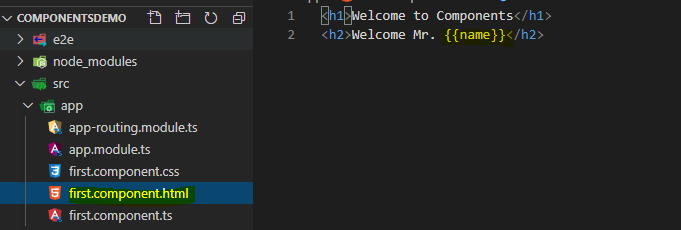 COMPONENTSDEMO
e2e
node_modules
src
app
app-routing.module.ts
app.module.ts
first.component.css
first.component.html
first.component.ts
1 <h1>Welcome to Components</h1>
2 <h2>Welcome Mr. {{name}}</h2>